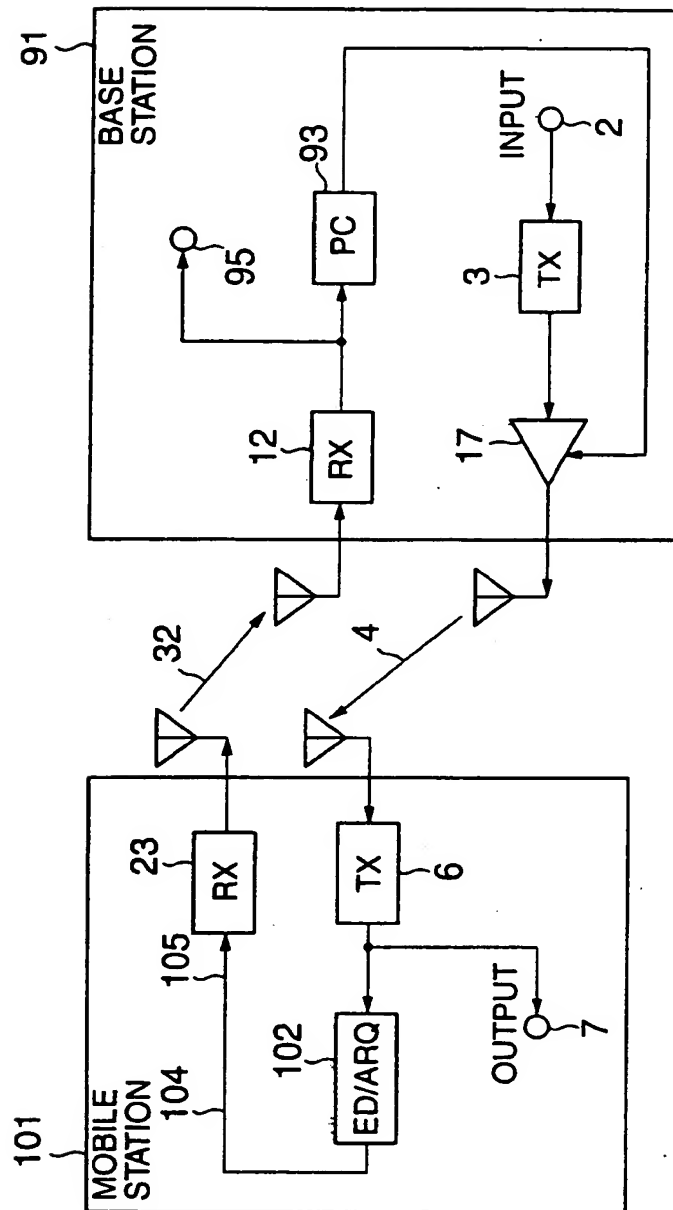 101
MOBILE
STATION
104
105
23
RX
102
ED/ARQ
TX
6
OUTPUT
7
32
4
91
BASE
STATION
95
93
PC
12
RX
INPUT
2
3
TX
17